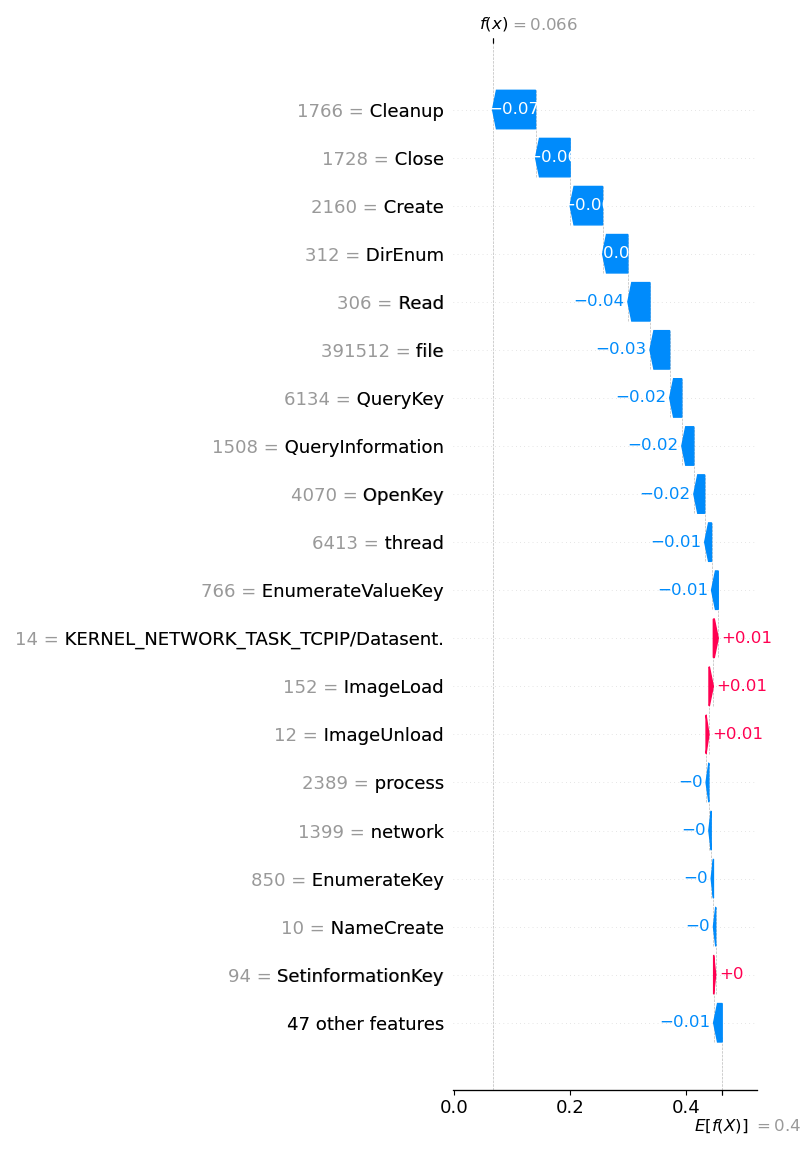 f(x) = 0.066
1766 = Cleanup −0.07
1728 = Close
2160 = Create
312 = DirEnum
306 = Read −0.04
391512 = file −0.03
6134 = QueryKey −0.02
1508 = QueryInformation −0.02
4070 = OpenKey −0.02
6413 = thread −0.01
766 = EnumerateValueKey −0.01
14 = KERNEL_NETWORK_TASK_TCPIP/Datasent. +0.01
152 = ImageLoad +0.01
12 = ImageUnload +0.01
2389 = process −0
1399 = network −0
850 = EnumerateKey −0
10 = NameCreate −0
94 = SetinformationKey +0
47 other features −0.01
0.0 0.2 0.4
E[f(X)] = 0.4